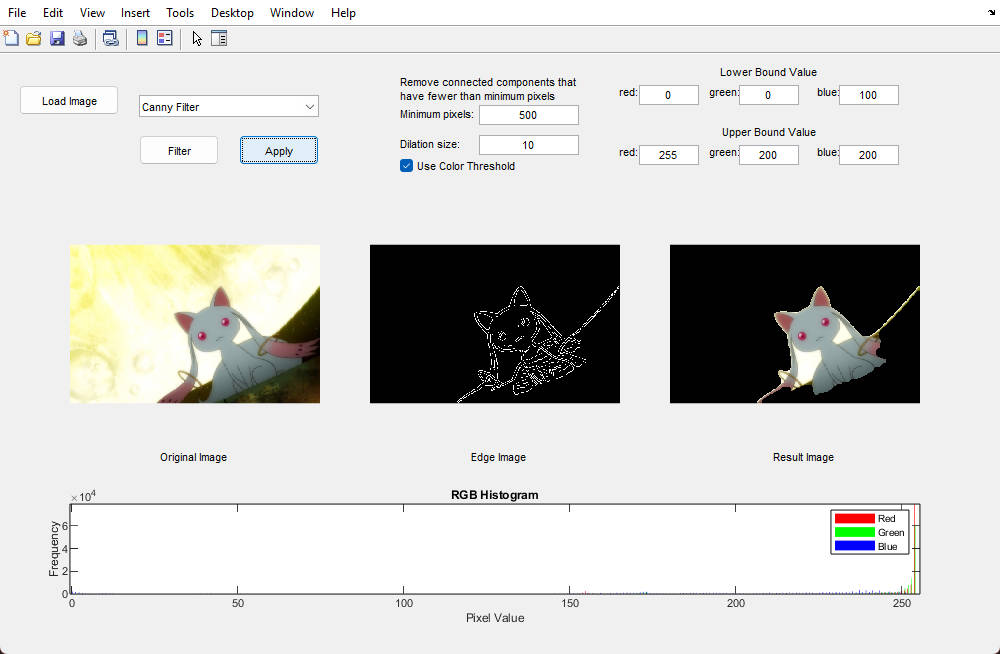 File Edit View Insert Tools Desktop Window Help
Load Image
Canny Filter
Filter
Apply
Remove connected components that
have fewer than minimum pixels
Minimum pixels: 500
Dilation size: 10
Use Color Threshold
Lower Bound Value
red: 0 green: 0 blue: 100
Upper Bound Value
red: 255 green: 200 blue: 200
Original Image
Edge Image
Result Image
RGB Histogram
×10^4
Frequency
6
4
2
0
0 50 100 150 200 250
Pixel Value
Red
Green
Blue